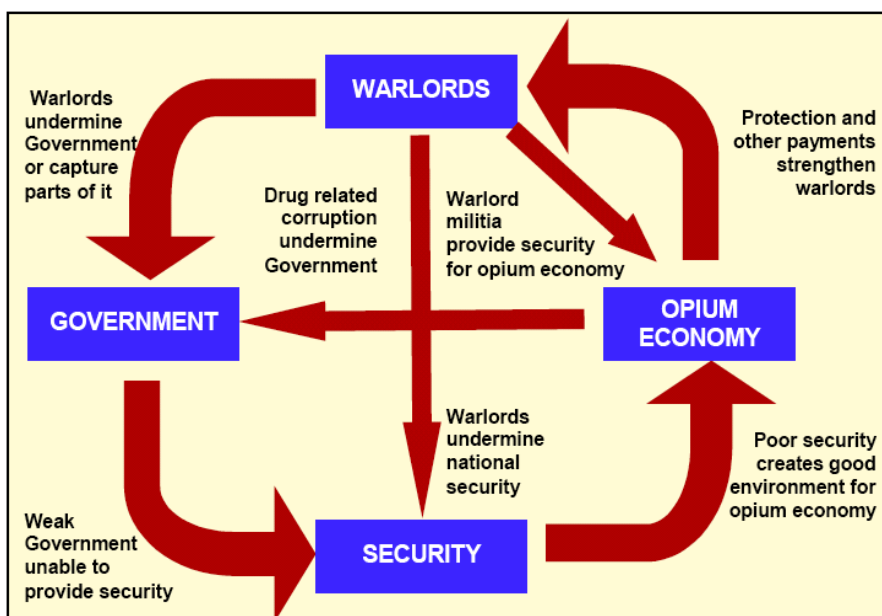 WARLORDS
Warlords
undermine
Government
or capture
parts of it
Protection and
other payments
strengthen
warlords
Drug related
corruption
undermine
Government
Warlord
militia
provide security
for opium economy
GOVERNMENT
OPIUM
ECONOMY
Warlords
undermine
national
security
Poor security
creates good
environment for
opium economy
Weak
Government
unable to
provide security
SECURITY